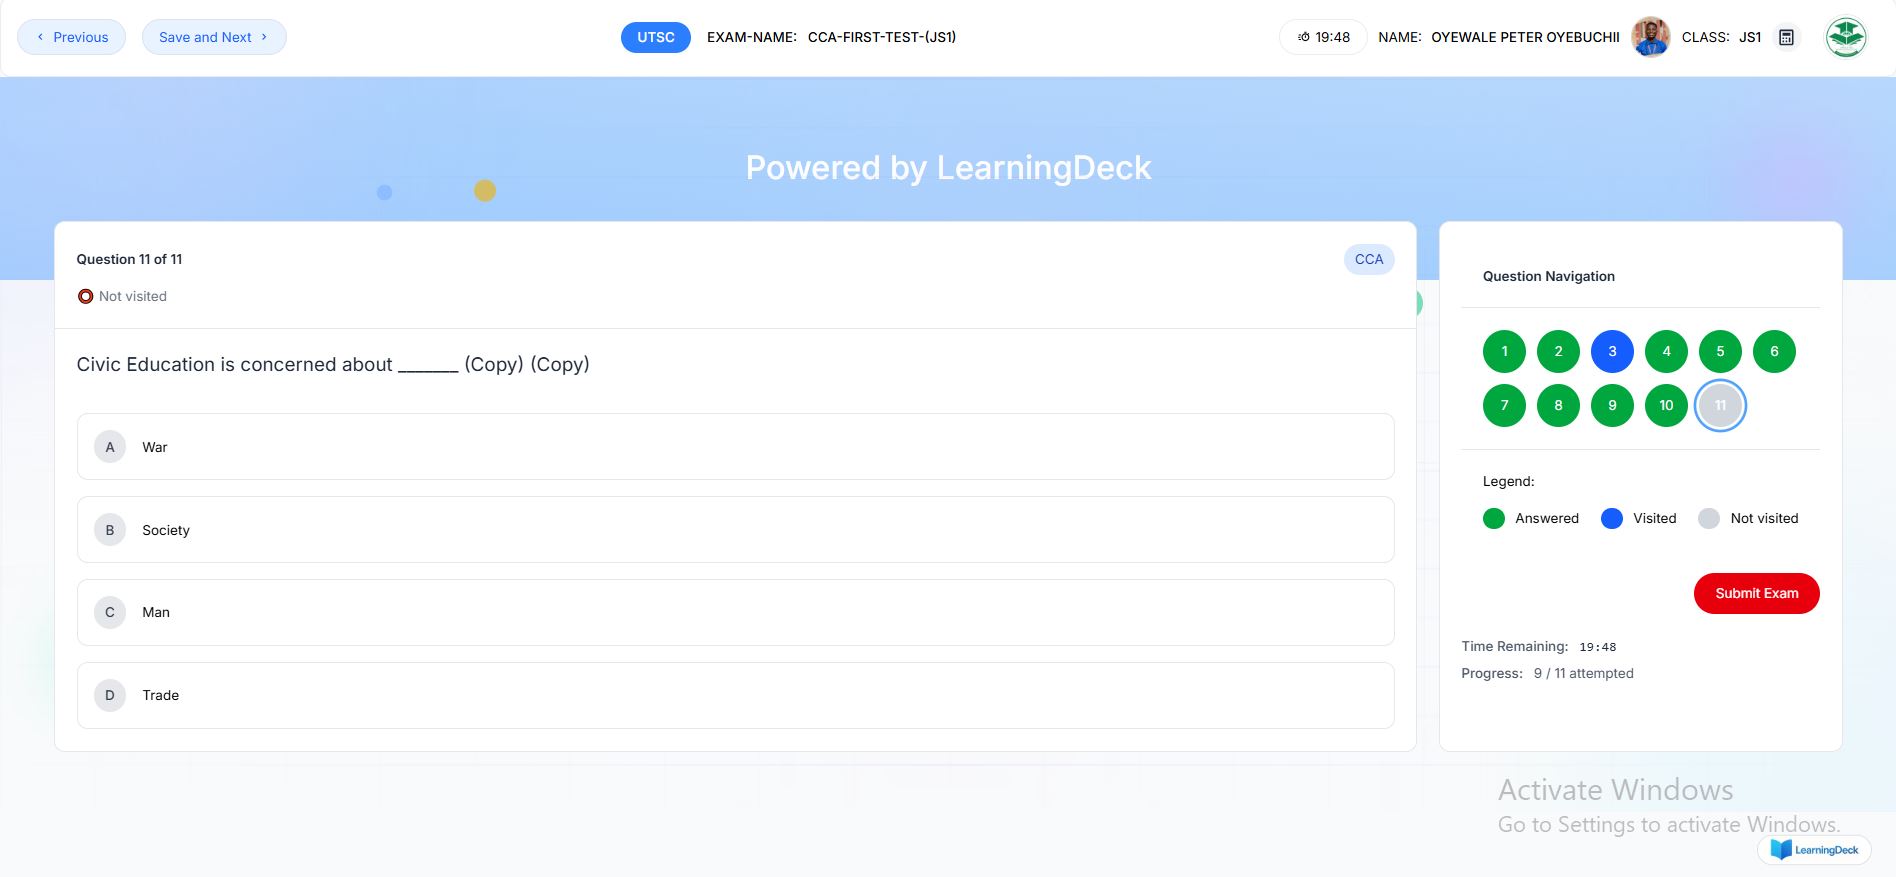 Previous
Save and Next
UTSC
EXAM-NAME: CCA-FIRST-TEST-(JS1)
19:48
NAME: OYEWALE PETER OYEBUCHII
CLASS: JS1
Powered by LearningDeck
Question 11 of 11
CCA
Not visited
Civic Education is concerned about _______ (Copy) (Copy)
A War
B Society
C Man
D Trade
Question Navigation
1 2 3 4 5 6
7 8 9 10 11
Legend:
Answered Visited Not visited
Submit Exam
Time Remaining: 19:48
Progress: 9 / 11 attempted
Activate Windows
Go to Settings to activate Windows.
LearningDeck